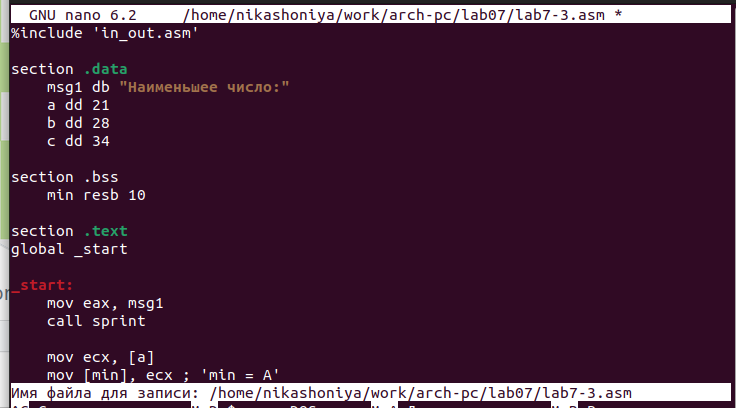 GNU nano 6.2 /home/nikashoniya/work/arch-pc/lab07/lab7-3.asm *
%include 'in_out.asm'
section .data
msg1 db "Наименьшее число:"
a dd 21
b dd 28
c dd 34
section .bss
min resb 10
section .text
global _start
_start:
mov eax, msg1
call sprint
mov ecx, [a]
mov [min], ecx ; 'min = A'
Имя файла для записи: /home/nikashoniya/work/arch-pc/lab07/lab7-3.asm